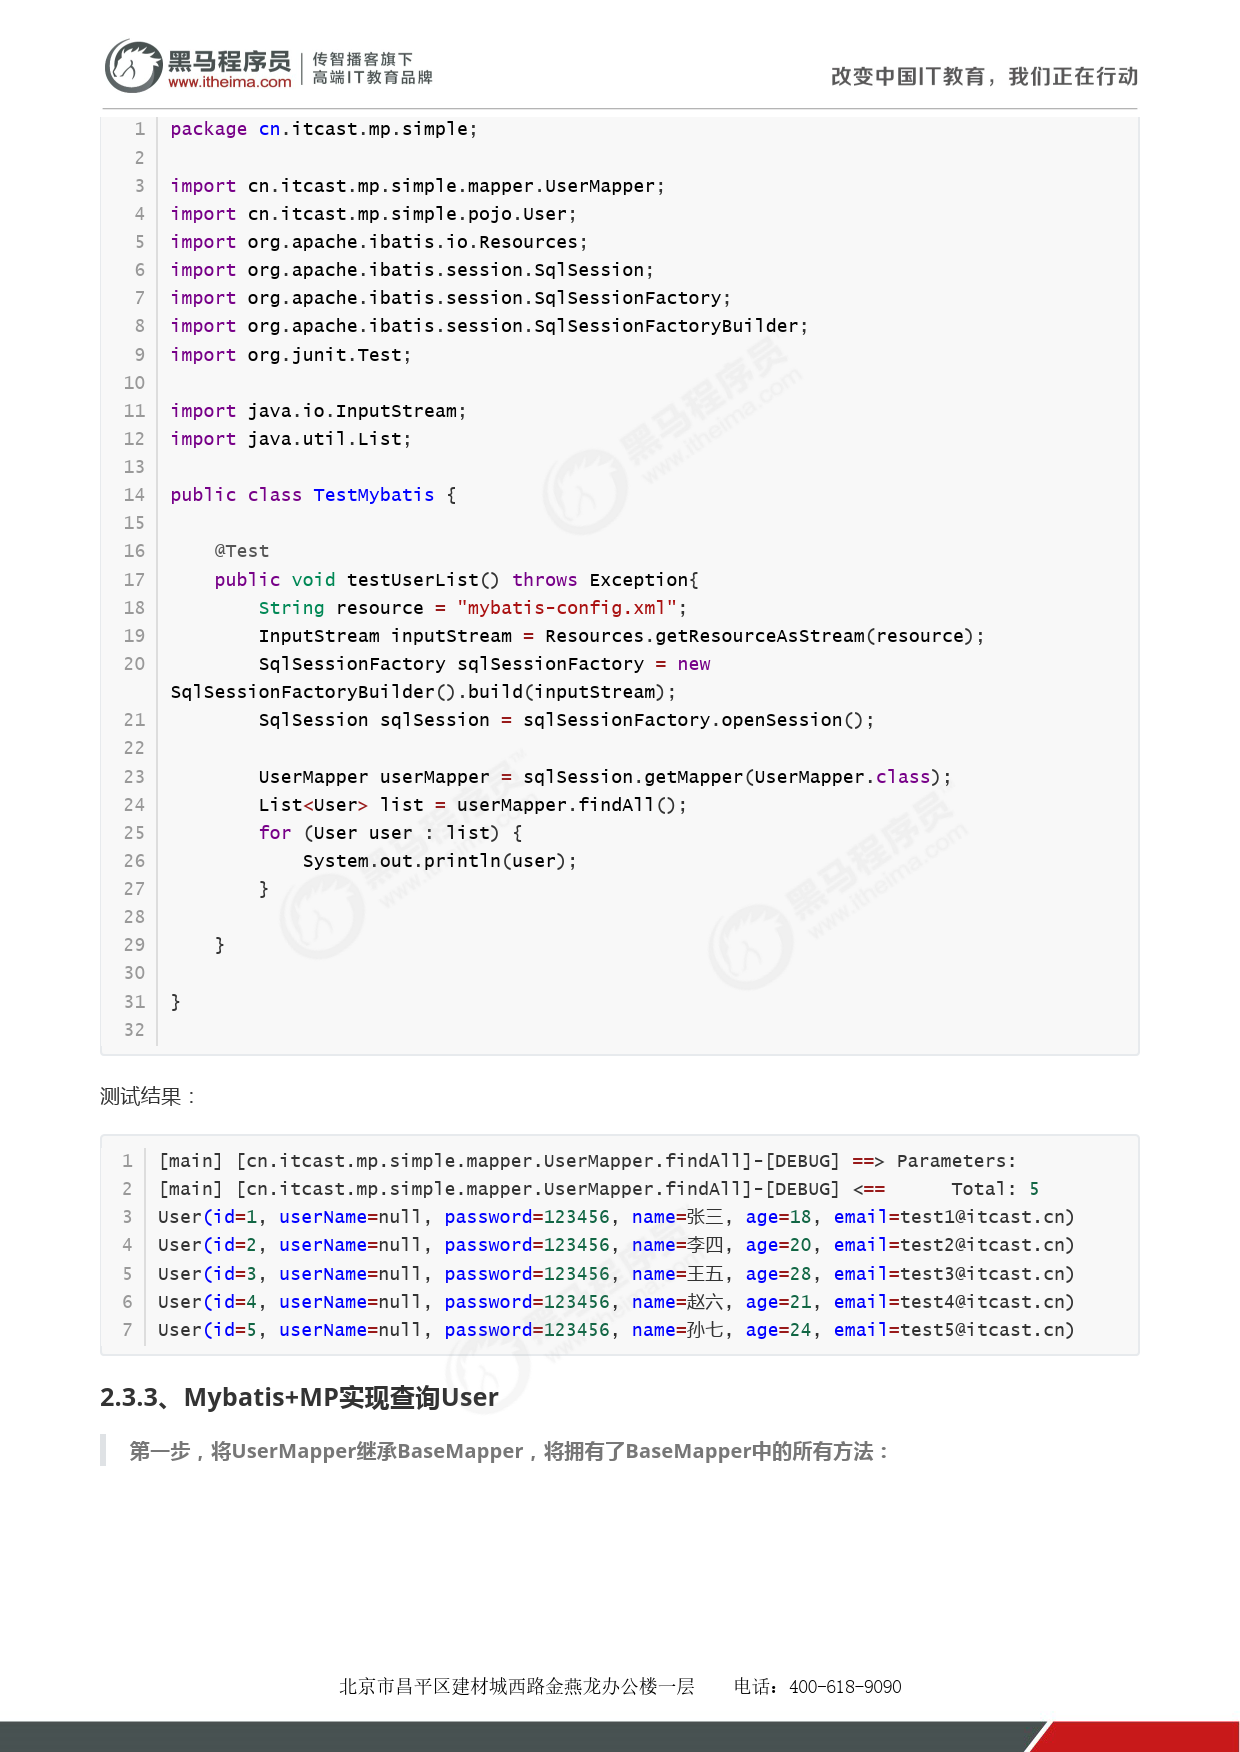 黑马程序员 传智播客旗下
www.itheima.com 高端IT教育品牌
改变中国IT教育，我们正在行动
1 package cn.itcast.mp.simple;
2
3 import cn.itcast.mp.simple.mapper.UserMapper;
4 import cn.itcast.mp.simple.pojo.User;
5 import org.apache.ibatis.io.Resources;
6 import org.apache.ibatis.session.SqlSession;
7 import org.apache.ibatis.session.SqlSessionFactory;
8 import org.apache.ibatis.session.SqlSessionFactoryBuilder;
9 import org.junit.Test;
10
11 import java.io.InputStream;
12 import java.util.List;
13
14 public class TestMybatis {
15
16     @Test
17     public void testUserList() throws Exception{
18         String resource = "mybatis-config.xml";
19         InputStream inputStream = Resources.getResourceAsStream(resource);
20         SqlSessionFactory sqlSessionFactory = new
SqlSessionFactoryBuilder().build(inputStream);
21         SqlSession sqlSession = sqlSessionFactory.openSession();
22
23         UserMapper userMapper = sqlSession.getMapper(UserMapper.class);
24         List<User> list = userMapper.findAll();
25         for (User user : list) {
26             System.out.println(user);
27         }
28
29     }
30
31 }
32
测试结果：
1 [main] [cn.itcast.mp.simple.mapper.UserMapper.findAll]-[DEBUG] ==> Parameters:
2 [main] [cn.itcast.mp.simple.mapper.UserMapper.findAll]-[DEBUG] <==      Total: 5
3 User(id=1, userName=null, password=123456, name=张三, age=18, email=test1@itcast.cn)
4 User(id=2, userName=null, password=123456, name=李四, age=20, email=test2@itcast.cn)
5 User(id=3, userName=null, password=123456, name=王五, age=28, email=test3@itcast.cn)
6 User(id=4, userName=null, password=123456, name=赵六, age=21, email=test4@itcast.cn)
7 User(id=5, userName=null, password=123456, name=孙七, age=24, email=test5@itcast.cn)
2.3.3、Mybatis+MP实现查询User
第一步，将UserMapper继承BaseMapper，将拥有了BaseMapper中的所有方法：
北京市昌平区建材城西路金燕龙办公楼一层 电话：400-618-9090